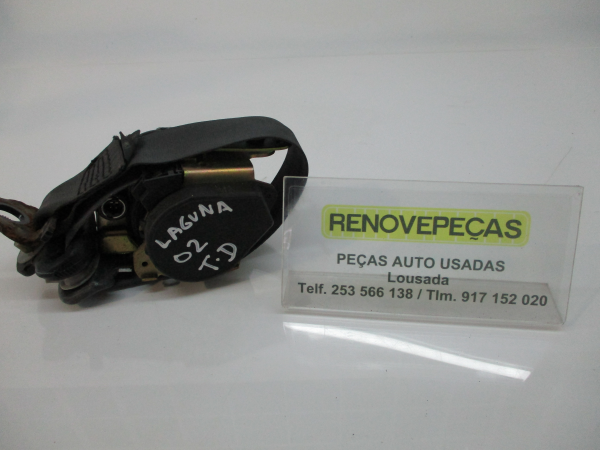 LAGUNA
02
T.D
RENOVEPEÇAS
PEÇAS AUTO USADAS
Lousada
Telf. 253 566 138 / Tlm. 917 152 020